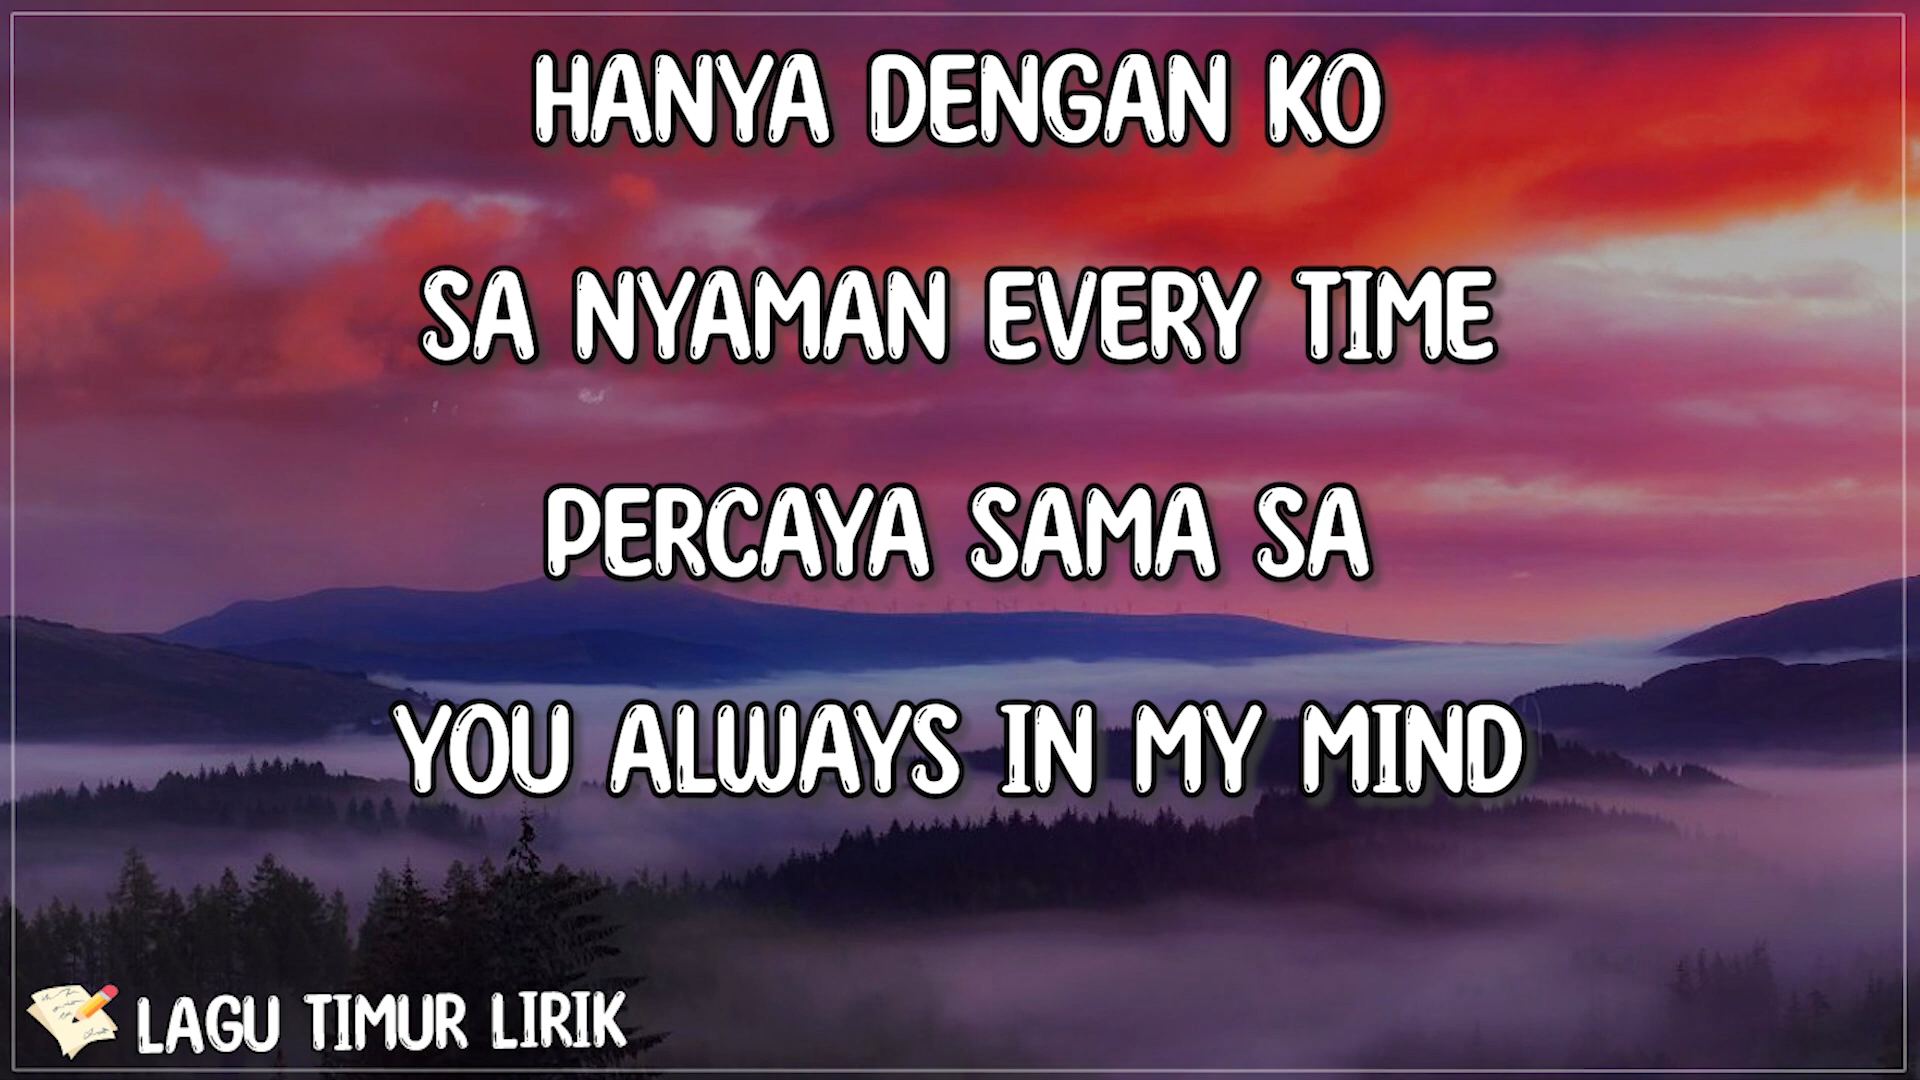 HANYA DENGAN KO
SA NYAMAN EVERY TIME
PERCAYA SAMA SA
YOU ALWAYS IN MY MIND
LAGU TIMUR LIRIK